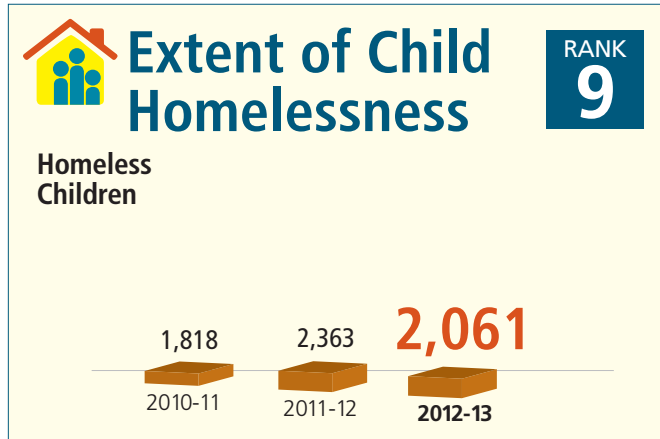 Extent of Child
Homelessness
RANK
9
Homeless
Children
1,818
2,363
2,061
2010-11
2011-12
2012-13